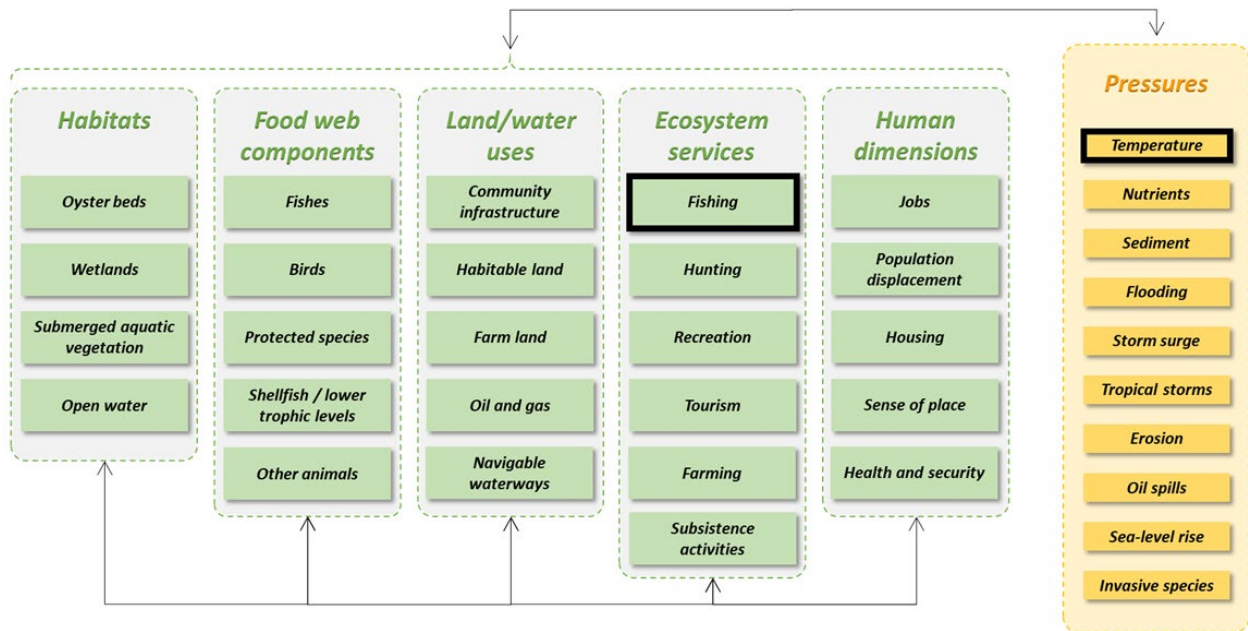 Habitats
Oyster beds
Wetlands
Submerged aquatic
vegetation
Open water
Food web
components
Fishes
Birds
Protected species
Shellfish / lower
trophic levels
Other animals
Land/water
uses
Community
infrastructure
Habitable land
Farm land
Oil and gas
Navigable
waterways
Ecosystem
services
Fishing
Hunting
Recreation
Tourism
Farming
Subsistence
activities
Human
dimensions
Jobs
Population
displacement
Housing
Sense of place
Health and security
Pressures
Temperature
Nutrients
Sediment
Flooding
Storm surge
Tropical storms
Erosion
Oil spills
Sea-level rise
Invasive species